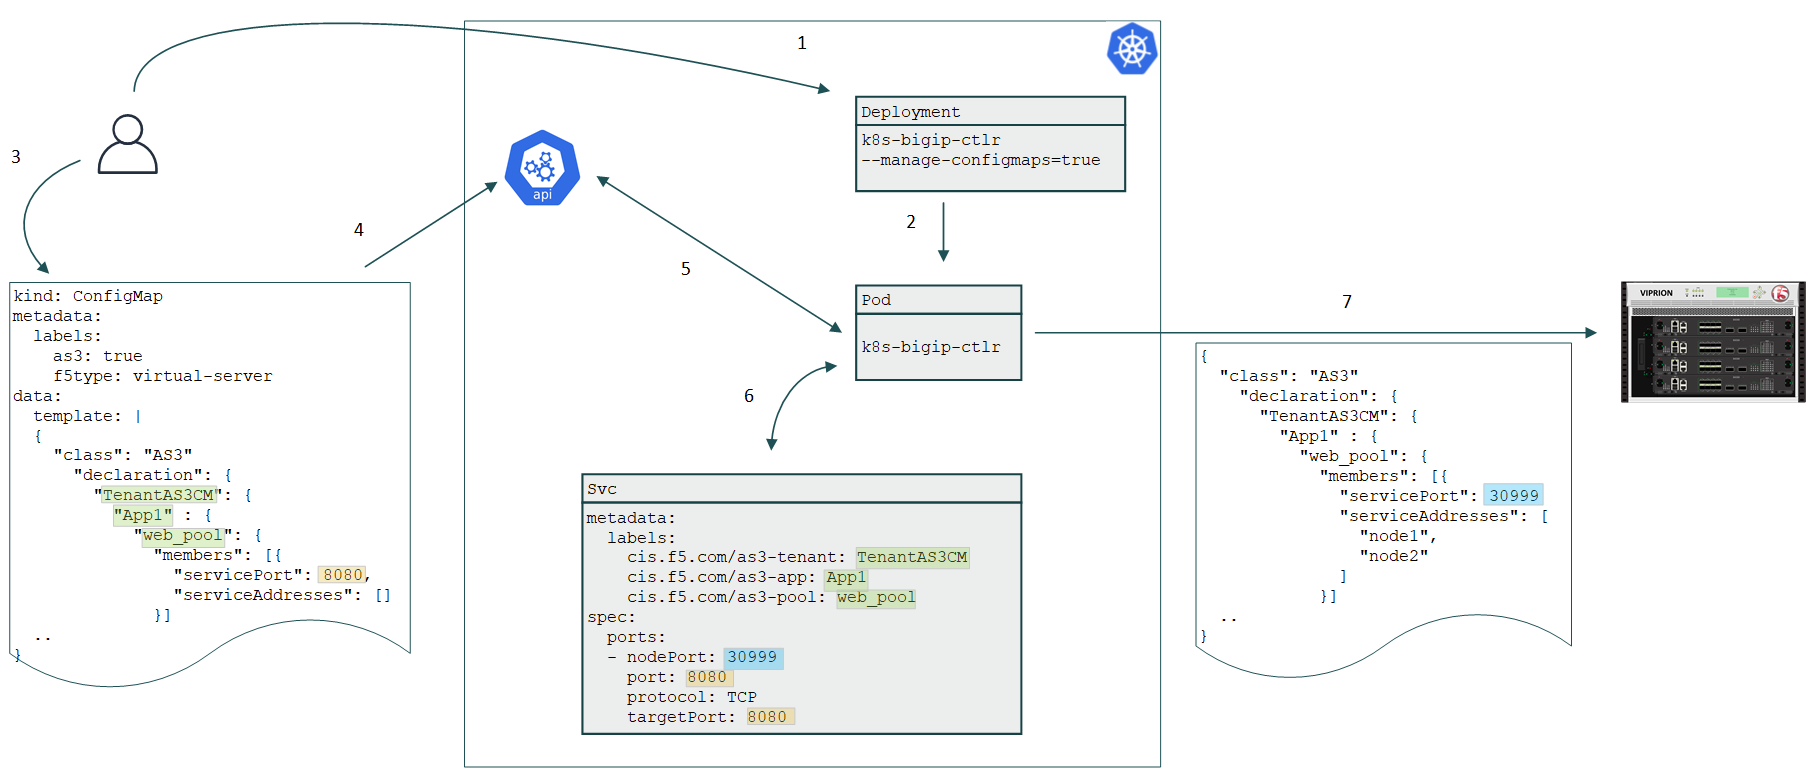 1
Deployment
k8s-bigip-ctlr
--manage-configmaps=true
3
api
4
2
5
kind: ConfigMap
metadata:
labels:
as3: true
f5type: virtual-server
data:
template: |
{
"class": "AS3"
"declaration": {
"TenantAS3CM": {
"App1" : {
"web_pool": {
"members": [{
"servicePort": 8080,
"serviceAddresses": []
}]
..
}
Pod
k8s-bigip-ctlr
6
Svc
metadata:
labels:
cis.f5.com/as3-tenant: TenantAS3CM
cis.f5.com/as3-app: App1
cis.f5.com/as3-pool: web_pool
spec:
ports:
- nodePort: 30999
port: 8080
protocol: TCP
targetPort: 8080
7
{
"class": "AS3"
"declaration": {
"TenantAS3CM": {
"App1" : {
"web_pool": {
"members": [{
"servicePort": 30999
"serviceAddresses": [
"node1",
"node2"
]
}]
..
}
VIPRION
f5